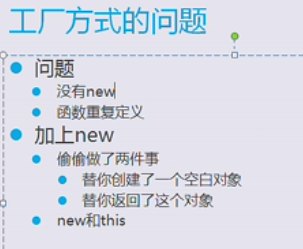 工厂方式的问题
问题
没有new
函数重复定义
加上new
偷偷做了两件事
替你创建了一个空白对象
替你返回了这个对象
new和this